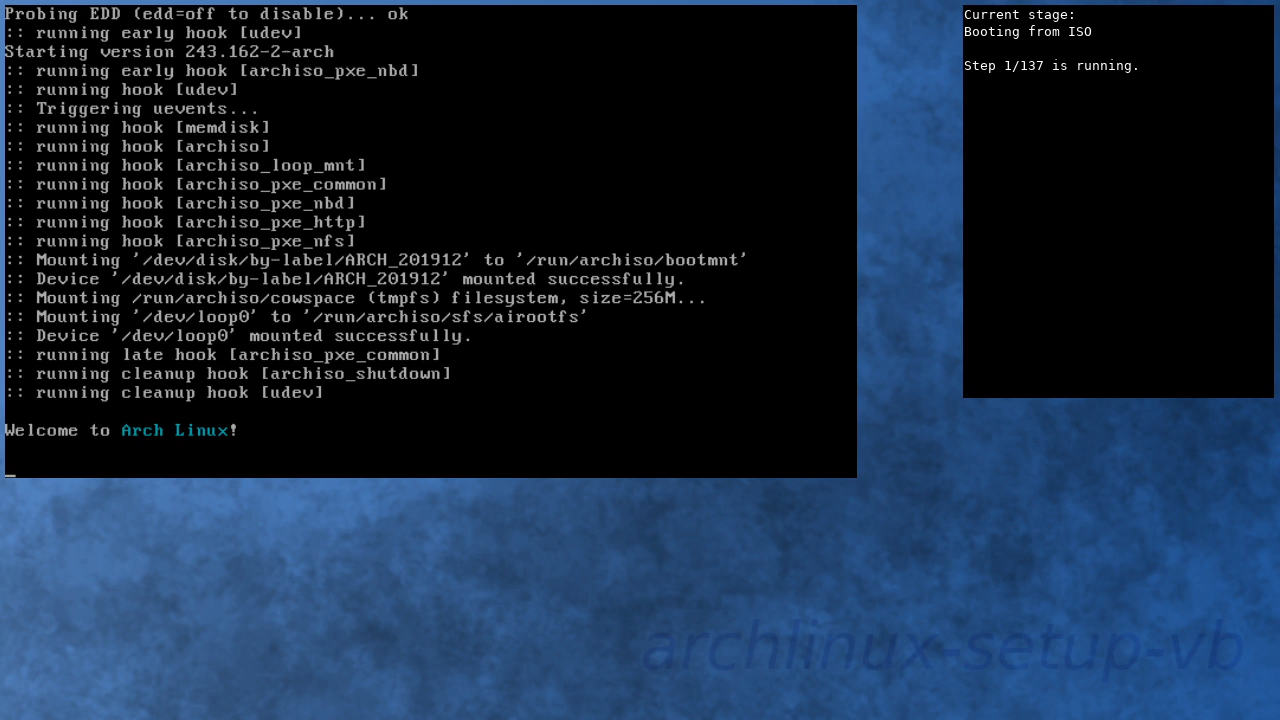 Probing EDD (edd=off to disable)... ok
:: running early hook [udev]
Starting version 243.162-2-arch
:: running early hook [archiso_pxe_nbd]
:: running hook [udev]
:: Triggering uevents...
:: running hook [memdisk]
:: running hook [archiso]
:: running hook [archiso_loop_mnt]
:: running hook [archiso_pxe_common]
:: running hook [archiso_pxe_nbd]
:: running hook [archiso_pxe_http]
:: running hook [archiso_pxe_nfs]
:: Mounting '/dev/disk/by-label/ARCH_201912' to '/run/archiso/bootmnt'
:: Device '/dev/disk/by-label/ARCH_201912' mounted successfully.
:: Mounting /run/archiso/cowspace (tmpfs) filesystem, size=256M...
:: Mounting '/dev/loop0' to '/run/archiso/sfs/airootfs'
:: Device '/dev/loop0' mounted successfully.
:: running late hook [archiso_pxe_common]
:: running cleanup hook [archiso_shutdown]
:: running cleanup hook [udev]
Welcome to Arch Linux!
Current stage:
Booting from ISO
Step 1/137 is running.
archlinux-setup-vb